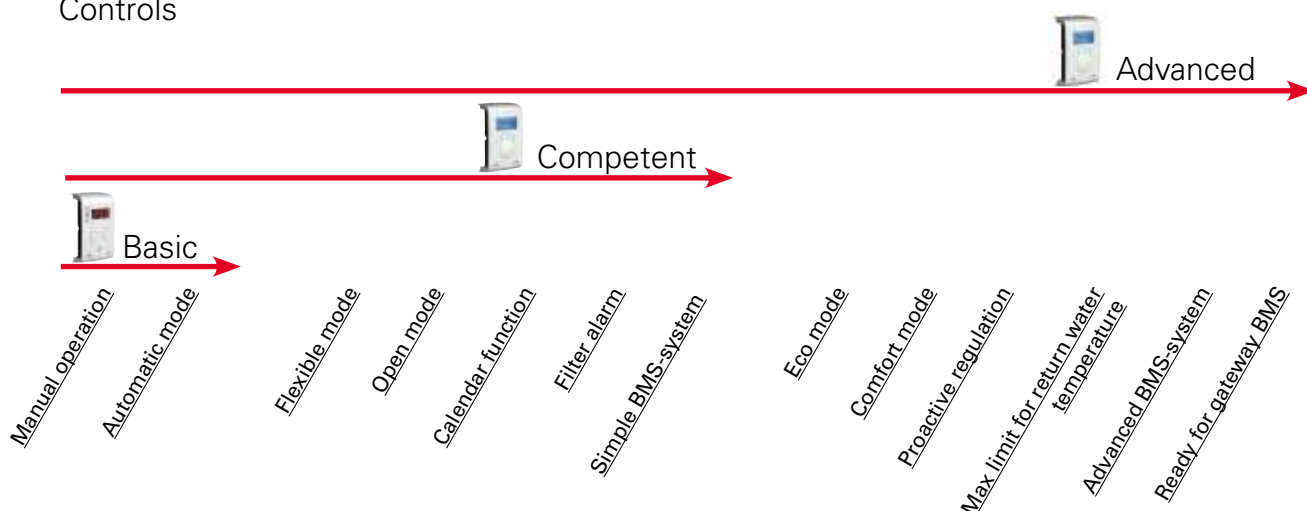 Controls
Advanced
Competent
Basic
Manual operation
Automatic mode
Flexible mode
Open mode
Calendar function
Filter alarm
Simple BMS-system
Eco mode
Comfort mode
Proactive regulation
Max limit for return water
temperature
Advanced BMS-system
Ready for gateway BMS